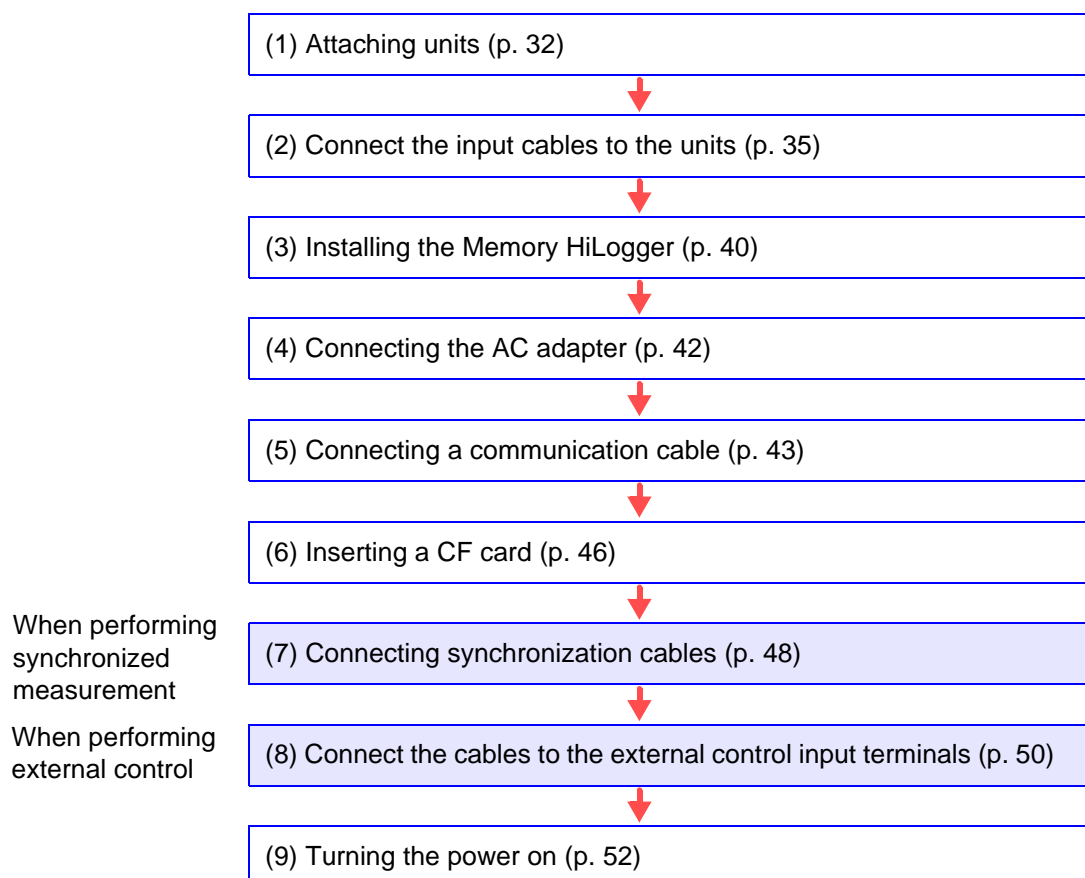 (1) Attaching units (p. 32)
(2) Connect the input cables to the units (p. 35)
(3) Installing the Memory HiLogger (p. 40)
(4) Connecting the AC adapter (p. 42)
(5) Connecting a communication cable (p. 43)
(6) Inserting a CF card (p. 46)
When performing
synchronized
measurement
(7) Connecting synchronization cables (p. 48)
When performing
external control
(8) Connect the cables to the external control input terminals (p. 50)
(9) Turning the power on (p. 52)